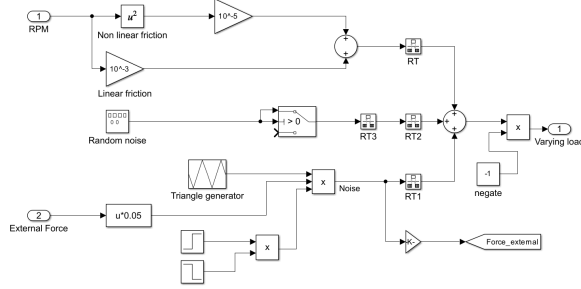 1
RPM
u²
Non linear friction
10^-5
+
+
RT
10^-3
Linear friction
Random noise
> 0
RT3
RT2
+
+
+
x
1
Varying load
-1
negate
Triangle generator
x
Noise
RT1
2
External Force
u*0.05
x
-K-
Force_external